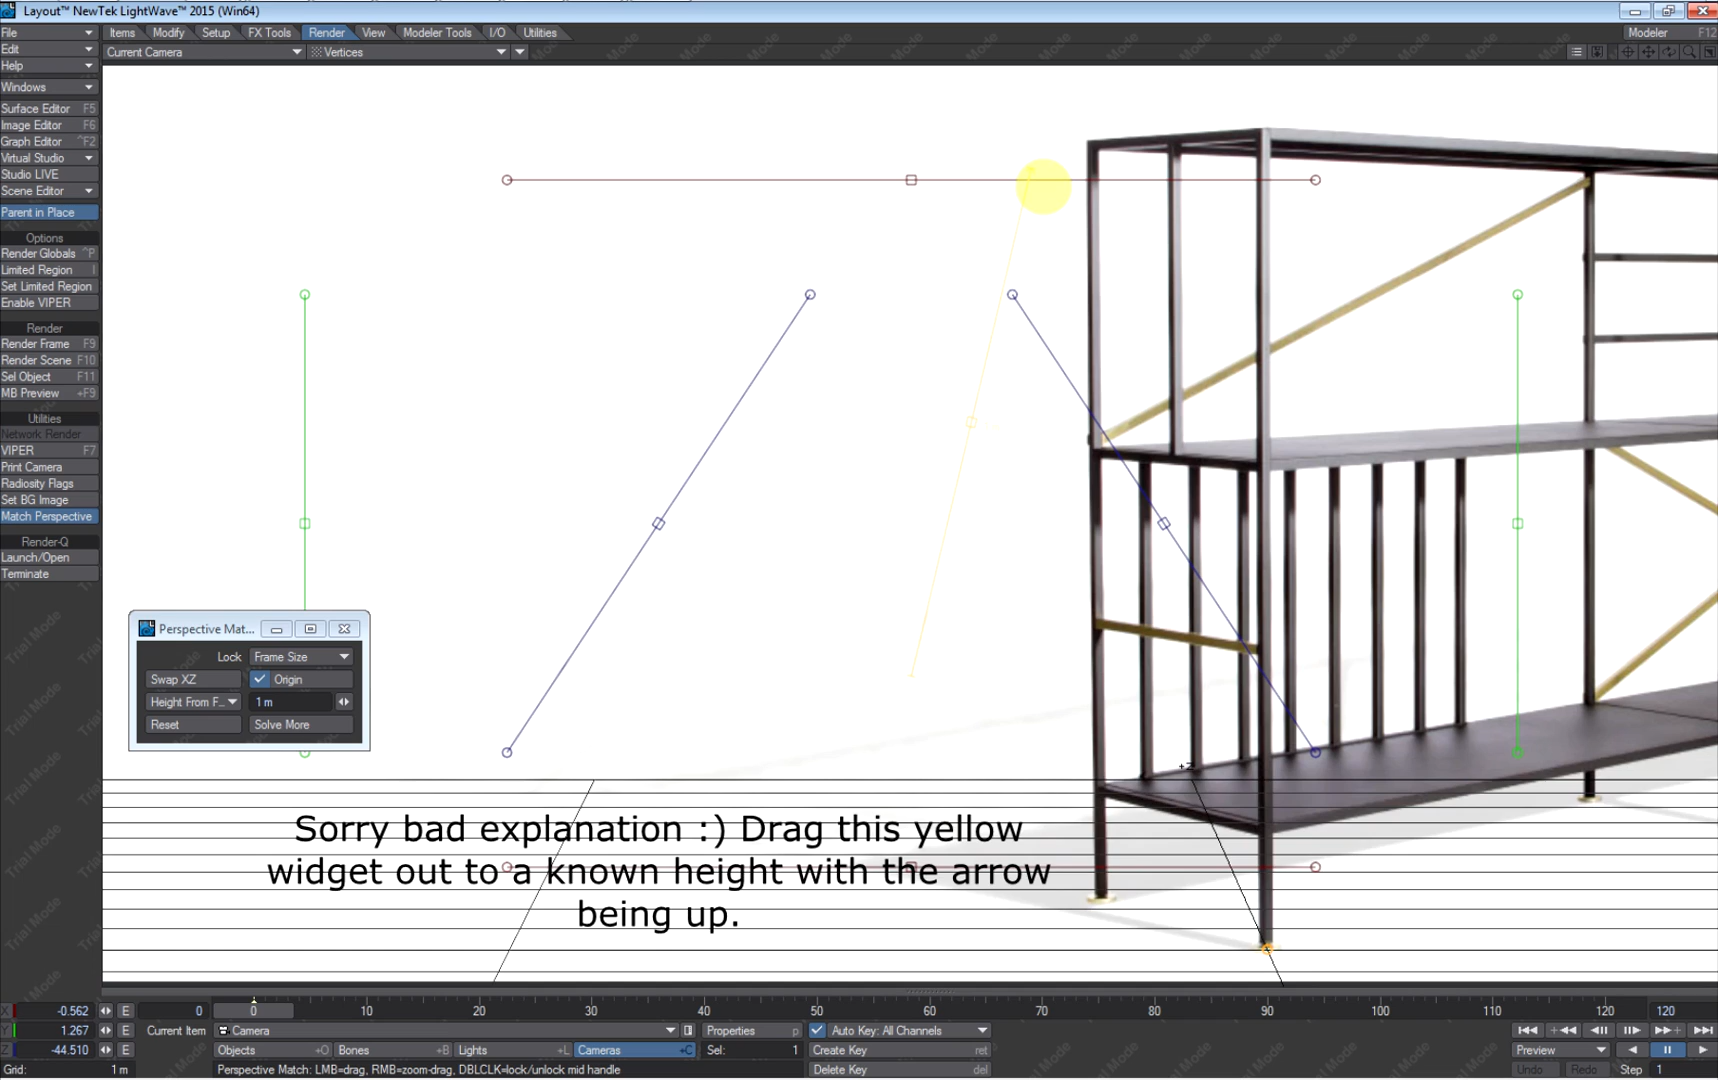 Layout™ NewTek LightWave™ 2015 (Win64)
File Items Modify Setup FX Tools Render View Modeler Tools I/O Utilities Modeler F12
Edit Current Camera Vertices
Help
Windows
Surface Editor F5
Image Editor F6
Graph Editor ^F2
Virtual Studio
Studio LIVE
Scene Editor
Parent in Place
Options
Render Globals ^P
Limited Region l
Set Limited Region
Enable VIPER
Render
Render Frame F9
Render Scene F10
Sel Object F11
MB Preview +F9
Utilities
Network Render
VIPER F7
Print Camera
Radiosity Flags
Set BG Image
Match Perspective
Render-Q
Launch/Open
Terminate
Perspective Mat...
Lock Frame Size
Swap XZ Origin
Height From F... 1 m
Reset Solve More
+Z
Sorry bad explanation :) Drag this yellow
widget out to a known height with the arrow
being up.
X -0.562 E 0 0 10 20 30 40 50 60 70 80 90 100 110 120 120
Y 1.267 E Current Item Camera Properties p Auto Key: All Channels
Z -44.510 E Objects +O Bones +B Lights +L Cameras +C Sel: 1 Create Key ret Preview
Grid: 1 m Perspective Match: LMB=drag, RMB=zoom-drag, DBLCLK=lock/unlock mid handle Delete Key del Undo Redo Step 1
Trial Mode